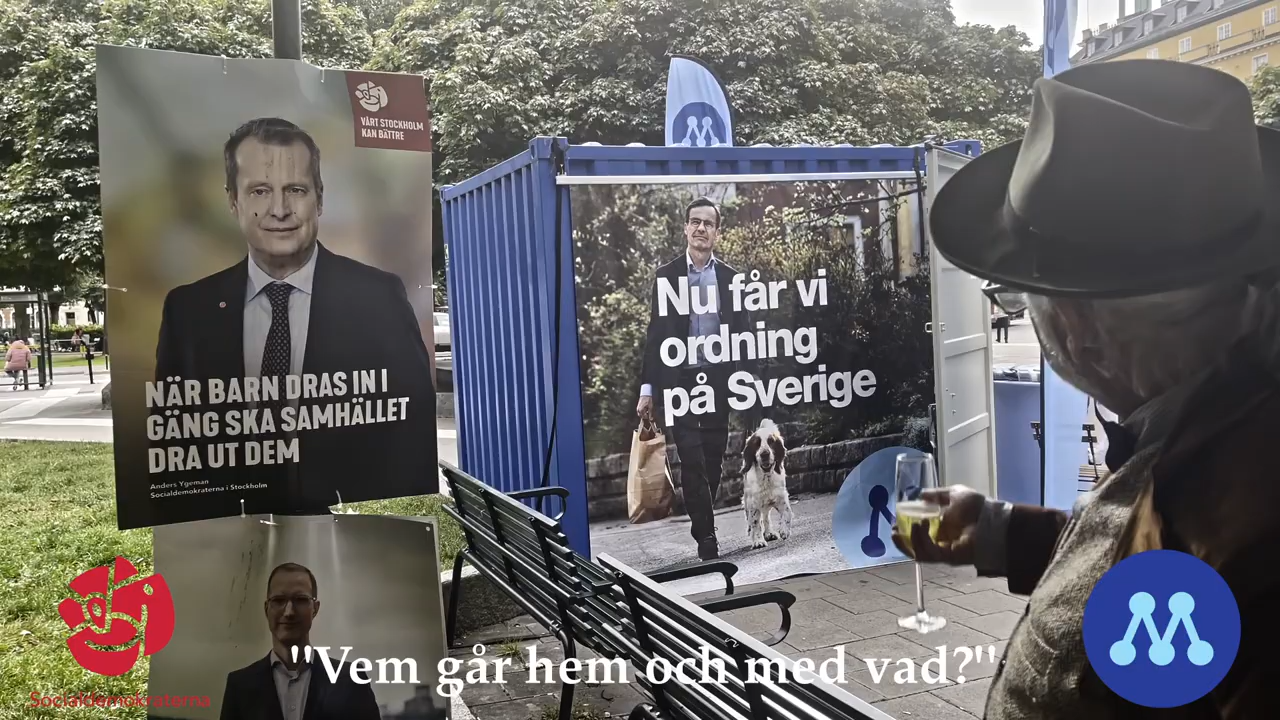 VÅRT STOCKHOLM
KAN BÄTTRE
NÄR BARN DRAS IN I
GÄNG SKA SAMHÄLLET
DRA UT DEM
Anders Ygeman
Socialdemokraterna i Stockholm
Nu får vi
ordning
på Sverige
"Vem går hem och med vad?"
Socialdemokraterna